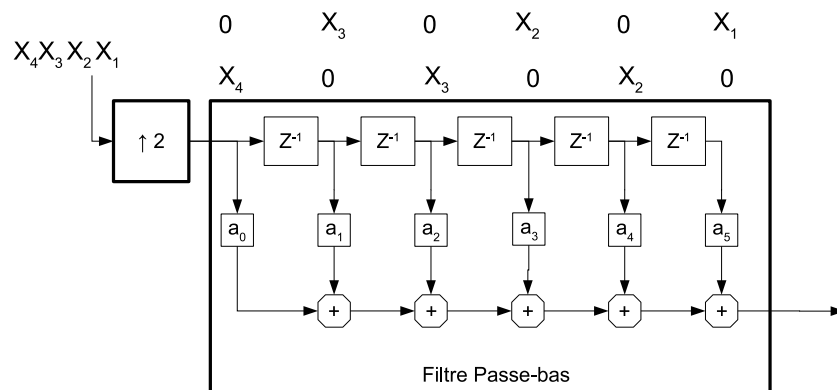 0 X₃ 0 X₂ 0 X₁
X₄X₃X₂X₁
X₄ 0 X₃ 0 X₂ 0
↑ 2 Z⁻¹ Z⁻¹ Z⁻¹ Z⁻¹ Z⁻¹
a₀ a₁ a₂ a₃ a₄ a₅
+ + + + +
Filtre Passe-bas